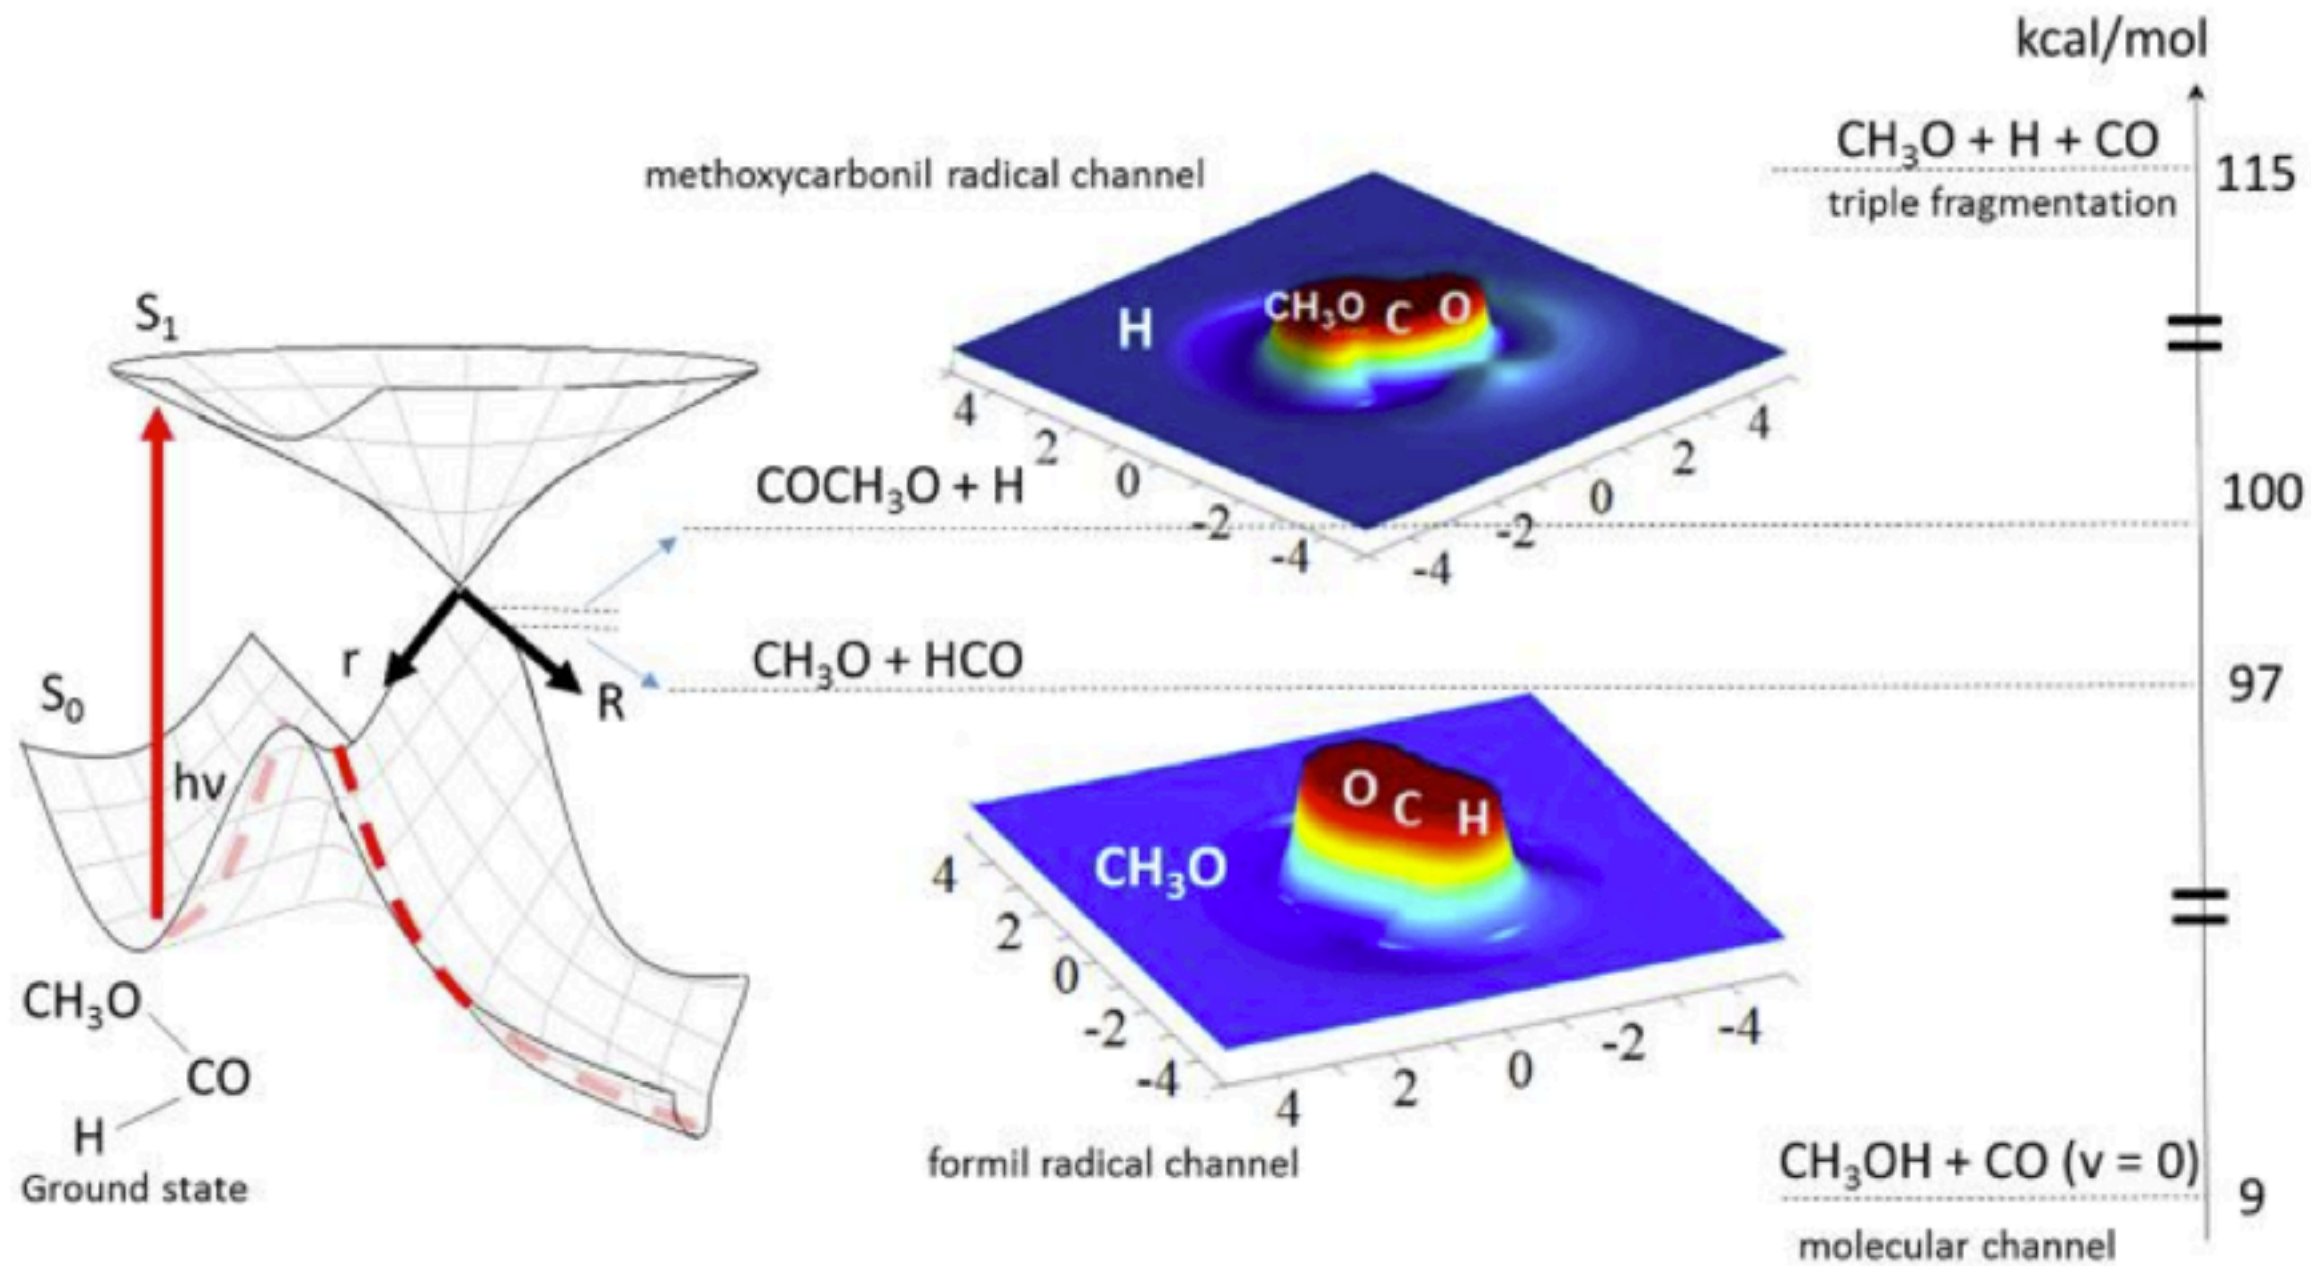 kcal/mol
CH₃O + H + CO
115
triple fragmentation
methoxycarbonil radical channel
S₁
H
CH₃O C O
4
2
0
-2
-4
-4
-2
0
2
4
COCH₃O + H
100
r
R
CH₃O + HCO
97
S₀
hν
O C H
CH₃O
4
2
0
-2
-4
4
2
0
-2
-4
CH₃O
CO
H
Ground state
formil radical channel
CH₃OH + CO (v = 0)
9
molecular channel